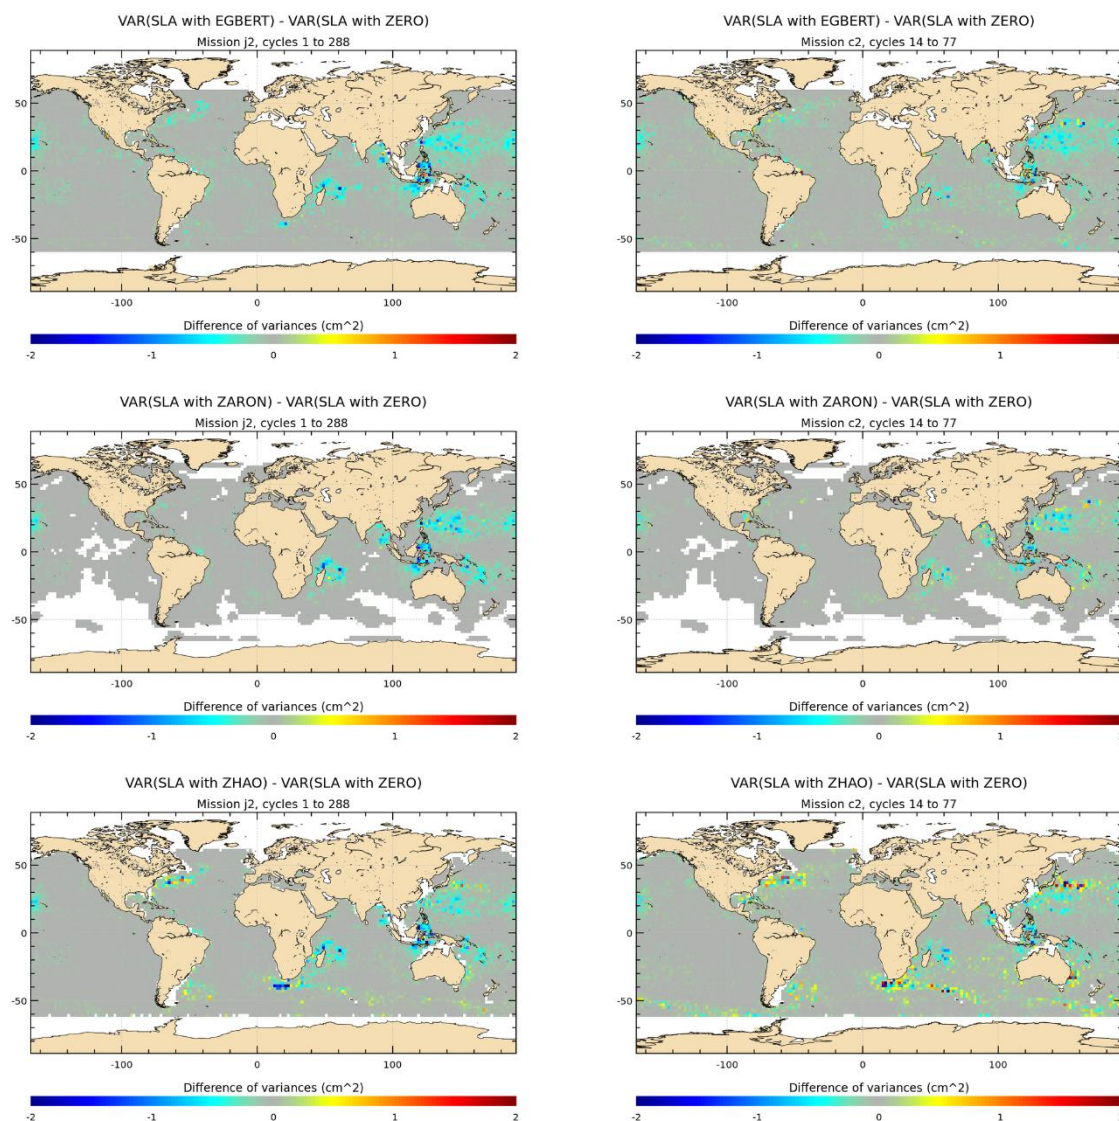 VAR(SLA with EGBERT) - VAR(SLA with ZERO)
Mission j2, cycles 1 to 288
50
0
-50
-100 0 100
Difference of variances (cm^2)
-2 -1 0 1 2
VAR(SLA with EGBERT) - VAR(SLA with ZERO)
Mission c2, cycles 14 to 77
50
0
-50
-100 0 100
Difference of variances (cm^2)
-2 -1 0 1
VAR(SLA with ZARON) - VAR(SLA with ZERO)
Mission j2, cycles 1 to 288
50
0
-50
-100 0 100
Difference of variances (cm^2)
-2 -1 0 1 2
VAR(SLA with ZARON) - VAR(SLA with ZERO)
Mission c2, cycles 14 to 77
50
0
-50
-100 0 100
Difference of variances (cm^2)
-2 -1 0 1
VAR(SLA with ZHAO) - VAR(SLA with ZERO)
Mission j2, cycles 1 to 288
50
0
-50
-100 0 100
Difference of variances (cm^2)
-2 -1 0 1 2
VAR(SLA with ZHAO) - VAR(SLA with ZERO)
Mission c2, cycles 14 to 77
50
0
-50
-100 0 100
Difference of variances (cm^2)
-2 -1 0 1